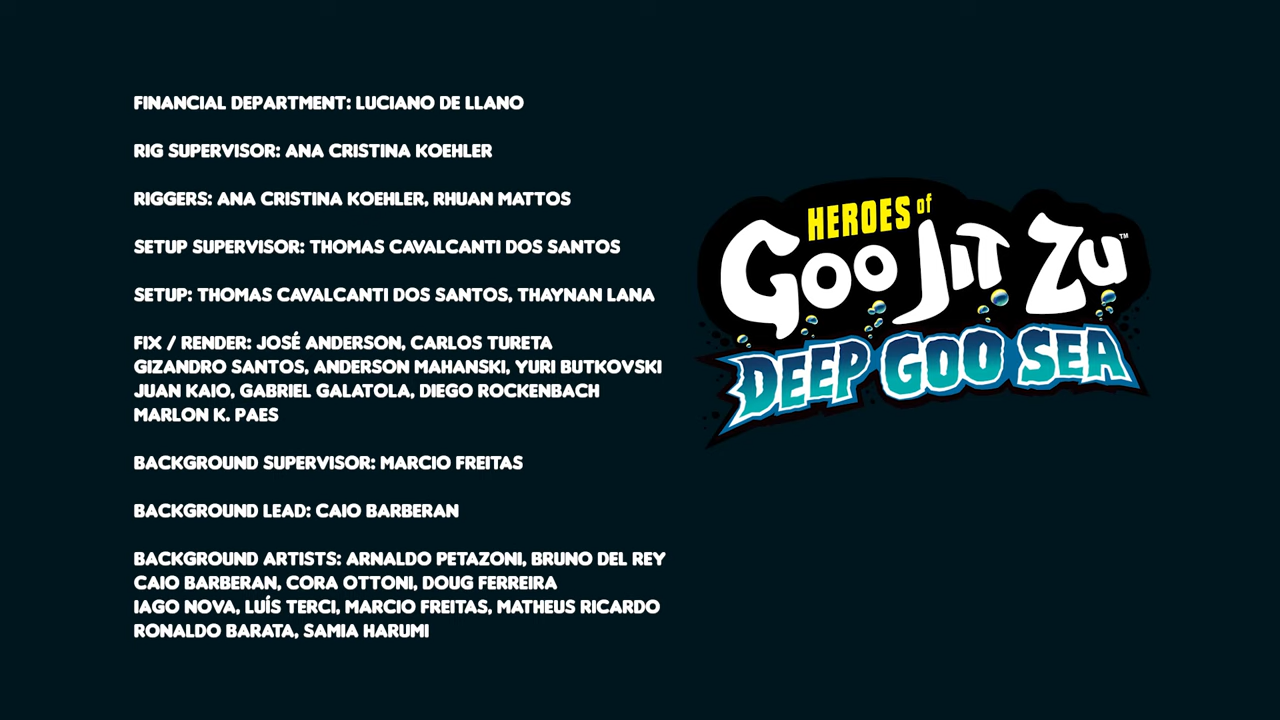 FINANCIAL DEPARTMENT: LUCIANO DE LLANO
RIG SUPERVISOR: ANA CRISTINA KOEHLER
RIGGERS: ANA CRISTINA KOEHLER, RHUAN MATTOS
SETUP SUPERVISOR: THOMAS CAVALCANTI DOS SANTOS
SETUP: THOMAS CAVALCANTI DOS SANTOS, THAYNAN LANA
FIX / RENDER: JOSÉ ANDERSON, CARLOS TURETA
GIZANDRO SANTOS, ANDERSON MAHANSKI, YURI BUTKOVSKI
JUAN KAIO, GABRIEL GALATOLA, DIEGO ROCKENBACH
MARLON K. PAES
BACKGROUND SUPERVISOR: MARCIO FREITAS
BACKGROUND LEAD: CAIO BARBERAN
BACKGROUND ARTISTS: ARNALDO PETAZONI, BRUNO DEL REY
CAIO BARBERAN, CORA OTTONI, DOUG FERREIRA
IAGO NOVA, LUÍS TERCI, MARCIO FREITAS, MATHEUS RICARDO
RONALDO BARATA, SAMIA HARUMI
HEROES of
GOO JIT ZU™
DEEP GOO SEA